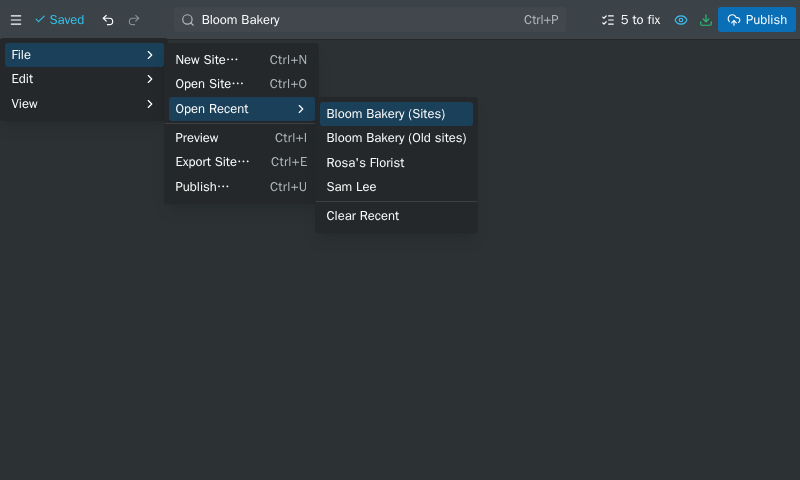 Saved
Bloom Bakery Ctrl+P
5 to fix
Publish
File
Edit
View
New Site… Ctrl+N
Open Site… Ctrl+O
Open Recent
Preview Ctrl+I
Export Site… Ctrl+E
Publish… Ctrl+U
Bloom Bakery (Sites)
Bloom Bakery (Old sites)
Rosa's Florist
Sam Lee
Clear Recent